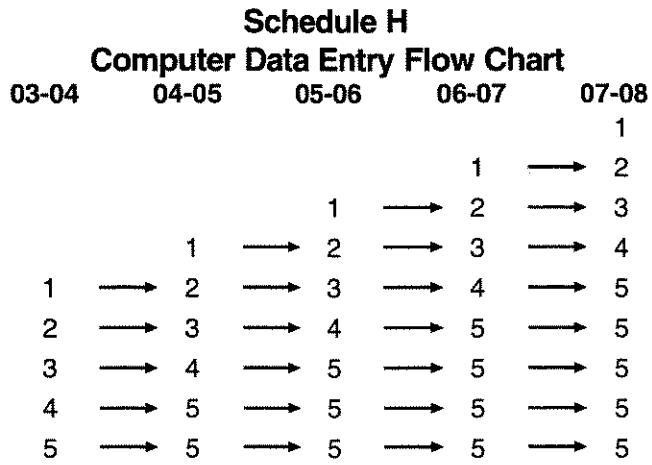 Schedule H
Computer Data Entry Flow Chart
03-04 04-05 05-06 06-07 07-08
1
1 → 2
1 → 2 → 3
1 → 2 → 3 → 4
1 → 2 → 3 → 4 → 5
2 → 3 → 4 → 5 → 5
3 → 4 → 5 → 5 → 5
4 → 5 → 5 → 5 → 5
5 → 5 → 5 → 5 → 5